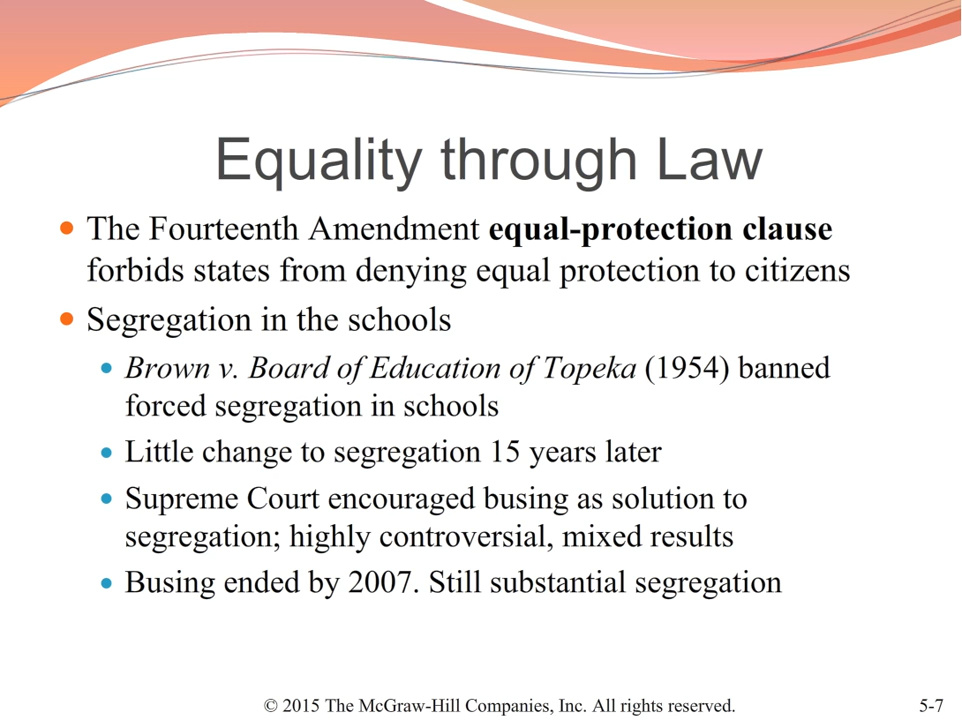 Equality through Law
• The Fourteenth Amendment equal-protection clause
forbids states from denying equal protection to citizens
• Segregation in the schools
• Brown v. Board of Education of Topeka (1954) banned
forced segregation in schools
• Little change to segregation 15 years later
• Supreme Court encouraged busing as solution to
segregation; highly controversial, mixed results
• Busing ended by 2007. Still substantial segregation
© 2015 The McGraw-Hill Companies, Inc. All rights reserved.
5-7